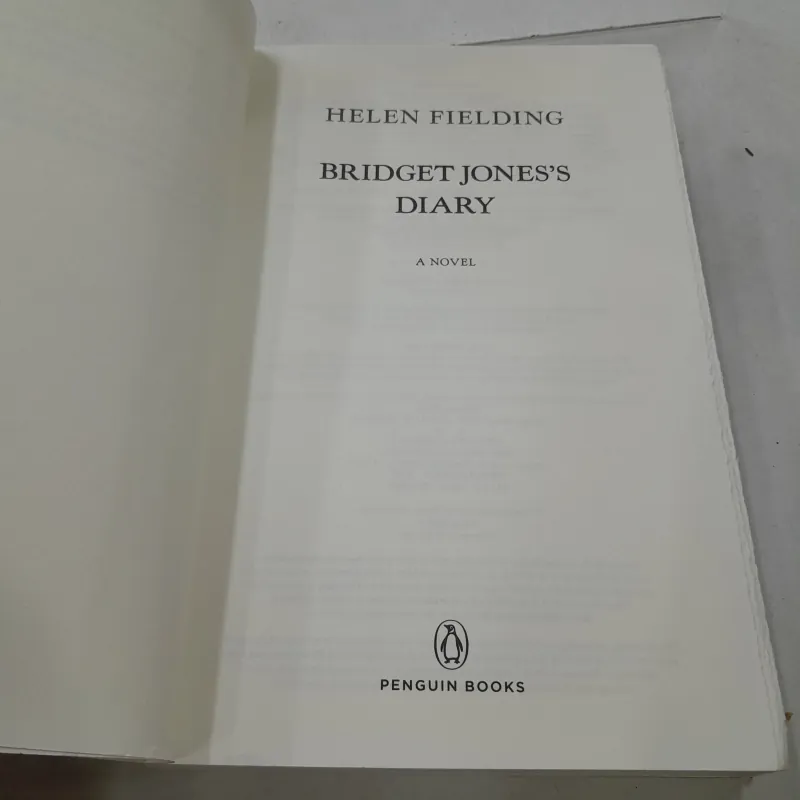 HELEN FIELDING
BRIDGET JONES'S
DIARY
A NOVEL
PENGUIN BOOKS